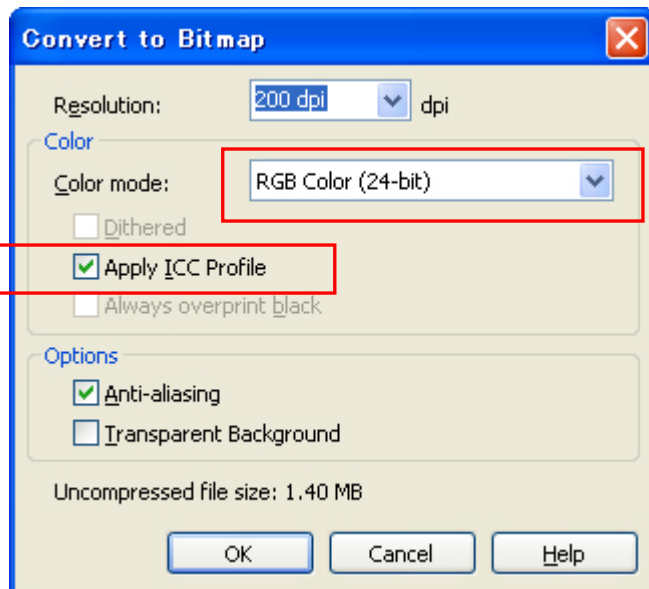 Convert to Bitmap
Resolution: 200 dpi dpi
Color
Color mode: RGB Color (24-bit)
Dithered
Apply ICC Profile
Always overprint black
Options
Anti-aliasing
Transparent Background
Uncompressed file size: 1.40 MB
OK Cancel Help